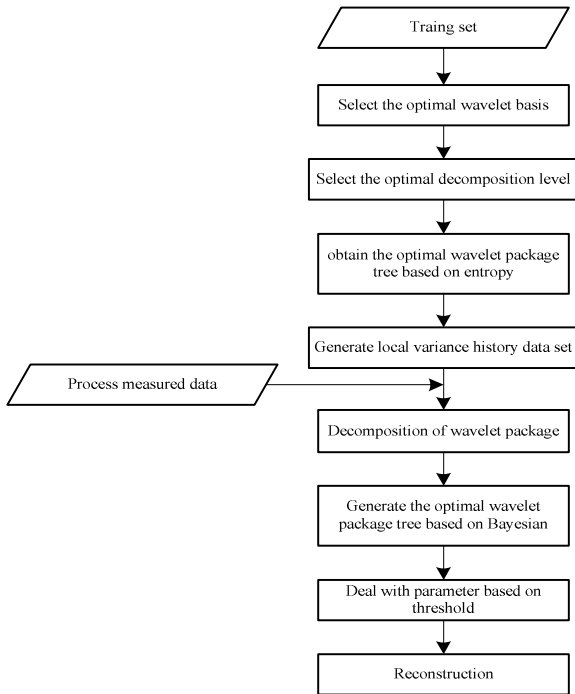 Traing set
Select the optimal wavelet basis
Select the optimal decomposition level
obtain the optimal wavelet package
tree based on entropy
Generate local variance history data set
Process measured data
Decomposition of wavelet package
Generate the optimal wavelet
package tree based on Bayesian
Deal with parameter based on
threshold
Reconstruction